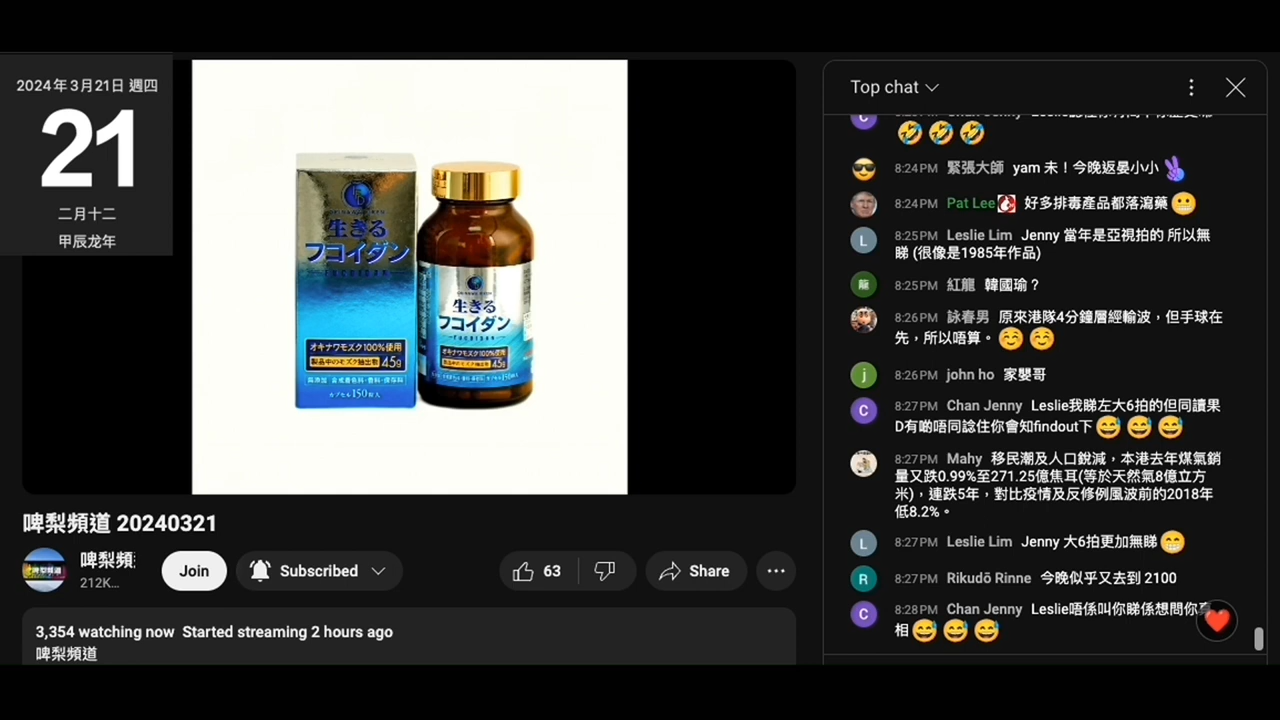 2024年3月21日 週四
21
二月十二
甲辰龙年
生きる
フコイダン
オキナワモズク100%使用
製品中のモズク抽出物 4.5g
カプセル150粒入
生きる
フコイダン
オキナワモズク100%使用
啤梨頻道 20240321
啤梨頻
212K...
Join
Subscribed
63
Share
3,354 watching now Started streaming 2 hours ago
啤梨頻道
Top chat
8:24PM 緊張大師 yam 未！今晚返晏小小
8:24PM Pat Lee 好多排毒產品都落瀉藥
8:25PM Leslie Lim Jenny 當年是亞視拍的 所以無
睇 (很像是1985年作品)
8:25PM 紅龍 韓國瑜？
8:26PM 詠春男 原來港隊4分鐘層經輸波，但手球在
先，所以唔算。
8:26PM john ho 家嬰哥
8:27PM Chan Jenny Leslie我睇左大6拍的但同讀果
D有啲唔同諗住你會知findout下
8:27PM Mahy 移民潮及人口銳減，本港去年煤氣銷
量又跌0.99%至271.25億焦耳(等於天然氣8億立方
米)，連跌5年，對比疫情及反修例風波前的2018年
低8.2%。
8:27PM Leslie Lim Jenny 大6拍更加無睇
8:27PM Rikudō Rinne 今晚似乎又去到 2100
8:28PM Chan Jenny Leslie唔係叫你睇係想問你
相